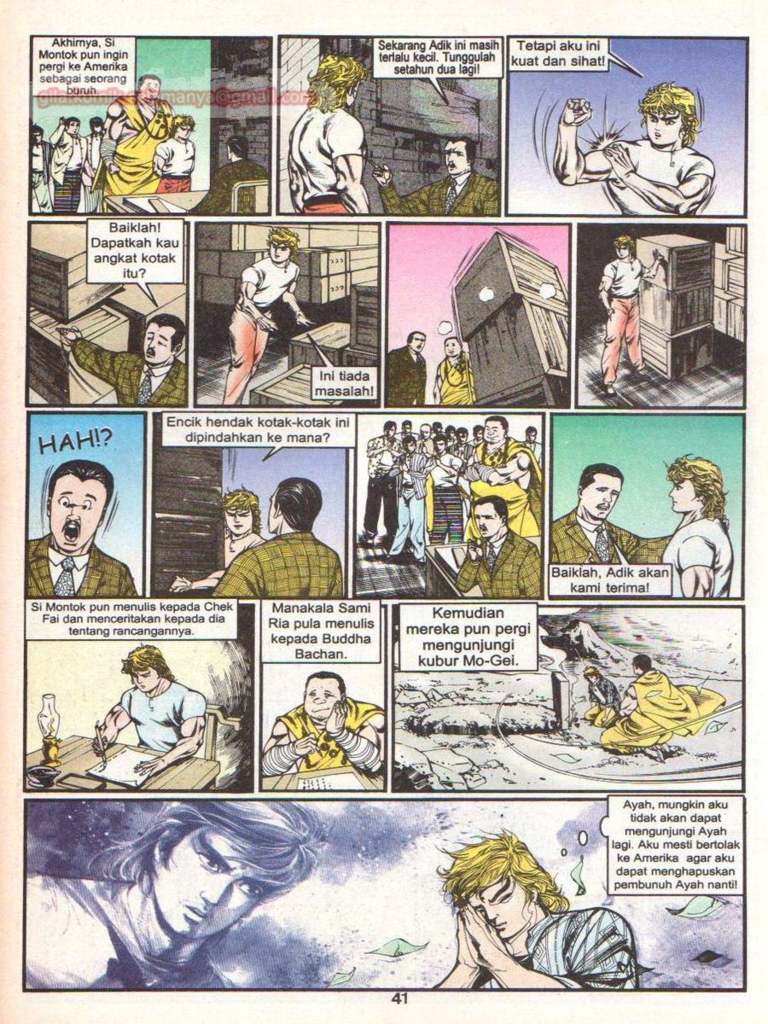 Akhirnya, Si
Montok pun ingin
pergi ke Amerika
sebagai seorang
buruh.
Sekarang Adik ini masih
terlalu kecil. Tunggulah
setahun dua lagi!
Tetapi aku ini
kuat dan sihat!
Baiklah!
Dapatkah kau
angkat kotak
itu?
Ini tiada
masalah!
HAH!?
Encik hendak kotak-kotak ini
dipindahkan ke mana?
Baiklah, Adik akan
kami terima!
Si Montok pun menulis kepada Chek
Fai dan menceritakan kepada dia
tentang rancangannya.
Manakala Sami
Ria pula menulis
kepada Buddha
Bachan.
Kemudian
mereka pun pergi
mengunjungi
kubur Mo-Gei.
Ayah, mungkin aku
tidak akan dapat
mengunjungi Ayah
lagi. Aku mesti bertolak
ke Amerika agar aku
dapat menghapuskan
pembunuh Ayah nanti!
41